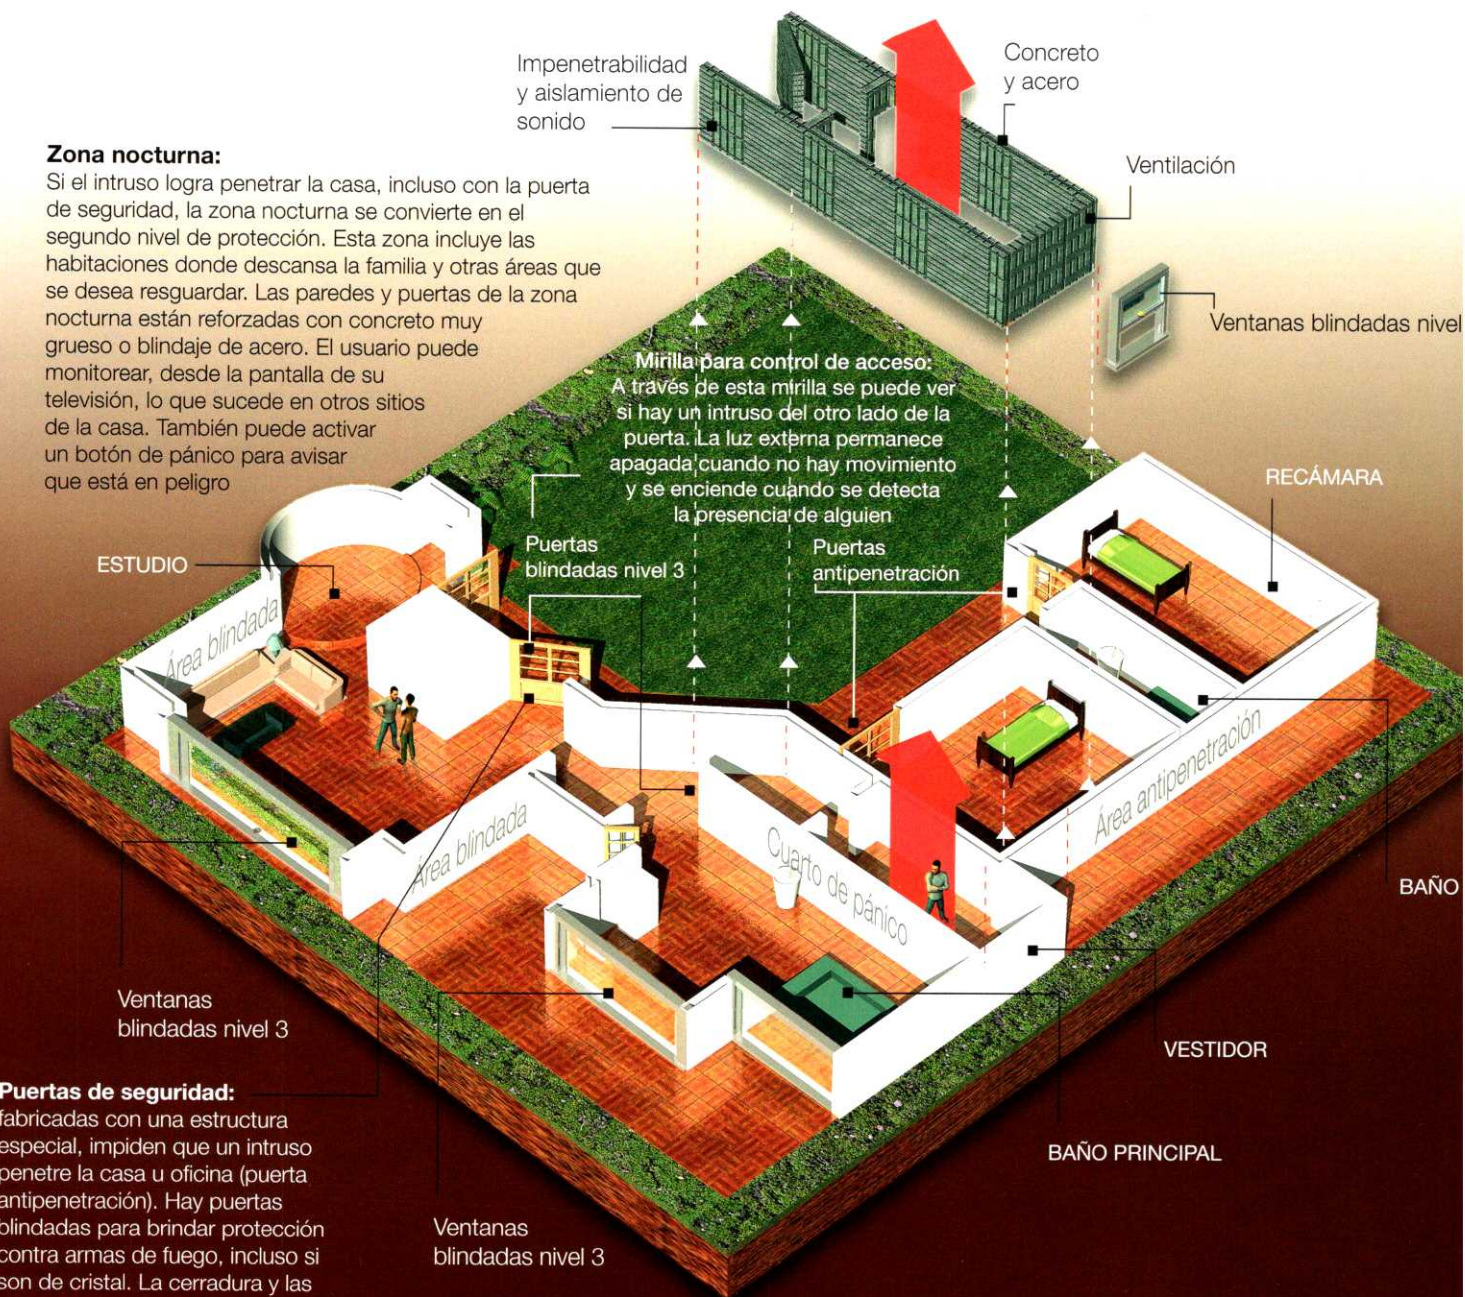 Impenetrabilidad
y aislamiento de
sonido
Concreto
y acero
Ventilación
Ventanas blindadas nivel
Zona nocturna:
Si el intruso logra penetrar la casa, incluso con la puerta
de seguridad, la zona nocturna se convierte en el
segundo nivel de protección. Esta zona incluye las
habitaciones donde descansa la familia y otras áreas que
se desea resguardar. Las paredes y puertas de la zona
nocturna están reforzadas con concreto muy
grueso o blindaje de acero. El usuario puede
monitorear, desde la pantalla de su
televisión, lo que sucede en otros sitios
de la casa. También puede activar
un botón de pánico para avisar
que está en peligro
Mirilla para control de acceso:
A través de esta mirilla se puede ver
si hay un intruso del otro lado de la
puerta. La luz externa permanece
apagada cuando no hay movimiento
y se enciende cuando se detecta
la presencia de alguien
Puertas
blindadas nivel 3
Puertas
antipenetración
RECÁMARA
ESTUDIO
Área blindada
Área blindada
Cuarto de pánico
Área antipenetración
BAÑO
VESTIDOR
BAÑO PRINCIPAL
Ventanas
blindadas nivel 3
Puertas de seguridad:
fabricadas con una estructura
especial, impiden que un intruso
penetre la casa u oficina (puerta
antipenetración). Hay puertas
blindadas para brindar protección
contra armas de fuego, incluso si
son de cristal. La cerradura y las
Ventanas
blindadas nivel 3